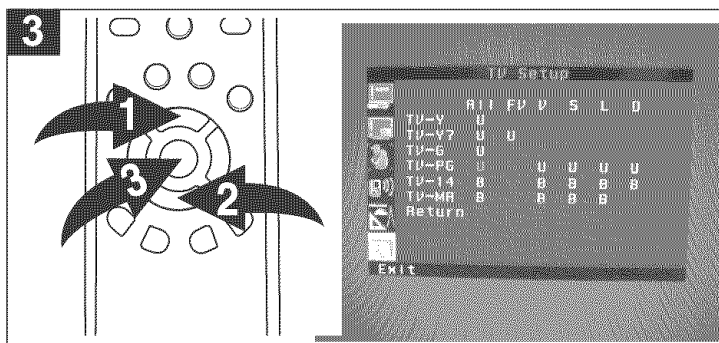 3
1
3
2
TV Setup
All FV V S L D
TV-Y U
TV-Y7 U U
TV-G U
TV-PG U U U U U
TV-14 B B B B B
TV-MA B B B B
Return
Exit